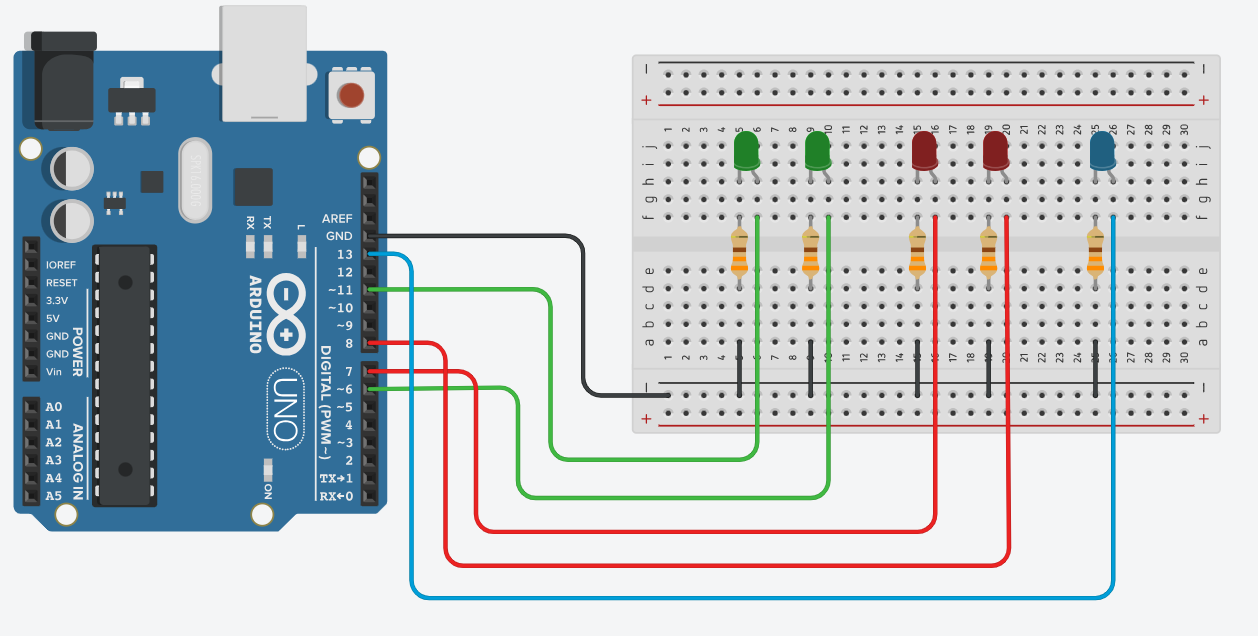 5KXK.0000
RX
TX
L
AREF
GND
13
12
~11
~10
~9
8
7
~6
~5
4
~3
2
TX→1
RX←0
DIGITAL (PWM ~)
ARDUINO
UNO
ON
IOREF
RESET
3.3V
5V
GND
GND
Vin
POWER
A0
A1
A2
A3
A4
A5
ANALOG IN
− −
+ +
1 2 3 4 5 6 7 8 9 10 11 12 13 14 15 16 17 18 19 20 21 22 23 24 25 26 27 28 29 30
j j
i i
h h
g g
f f
e e
d d
c c
b b
a a
1 2 3 4 5 6 7 8 9 10 11 12 13 14 15 16 17 18 19 20 21 22 23 24 25 26 27 28 29 30
− −
+ +